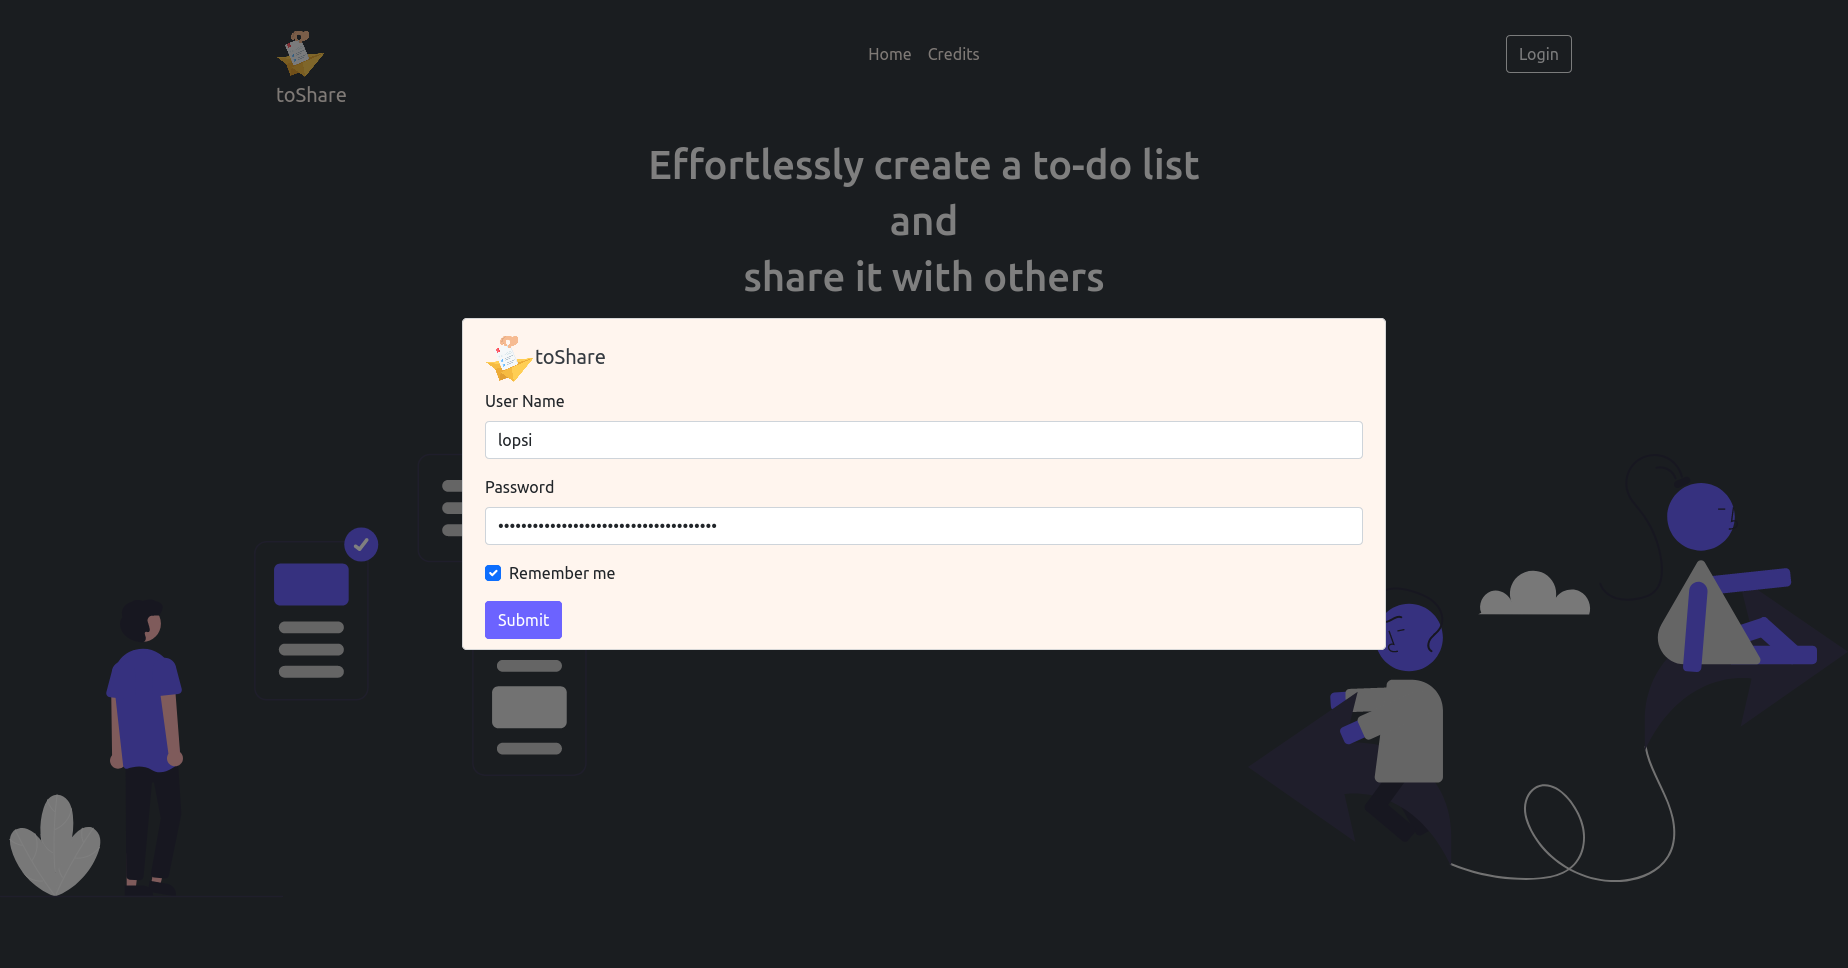 toShare
Home Credits
Login
Effortlessly create a to-do list
and
share it with others
toShare
User Name
lopsi
Password
Remember me
Submit